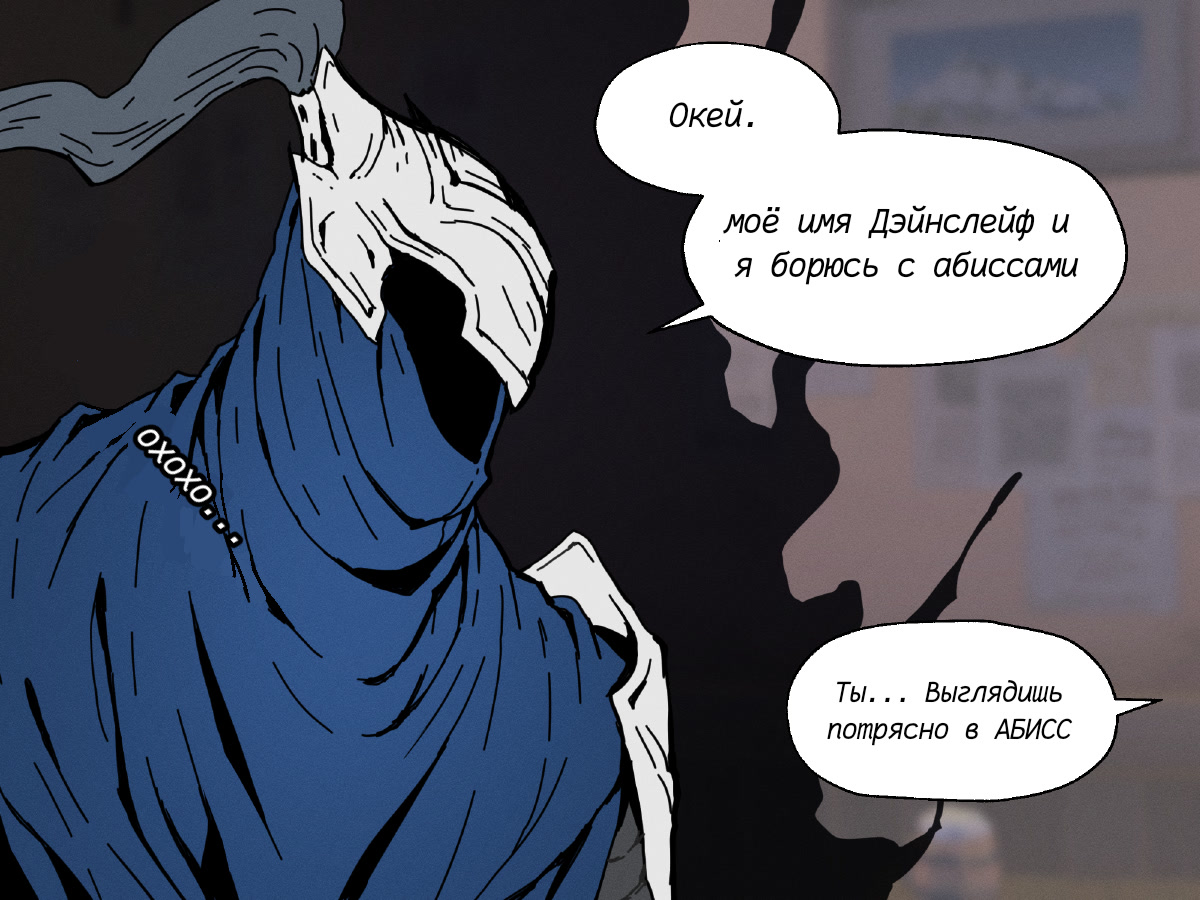 Окей.
моё имя Дэйнслейф и
я борюсь с абиссами
охохо...
Ты... Выглядишь
потрясно в АБИСС